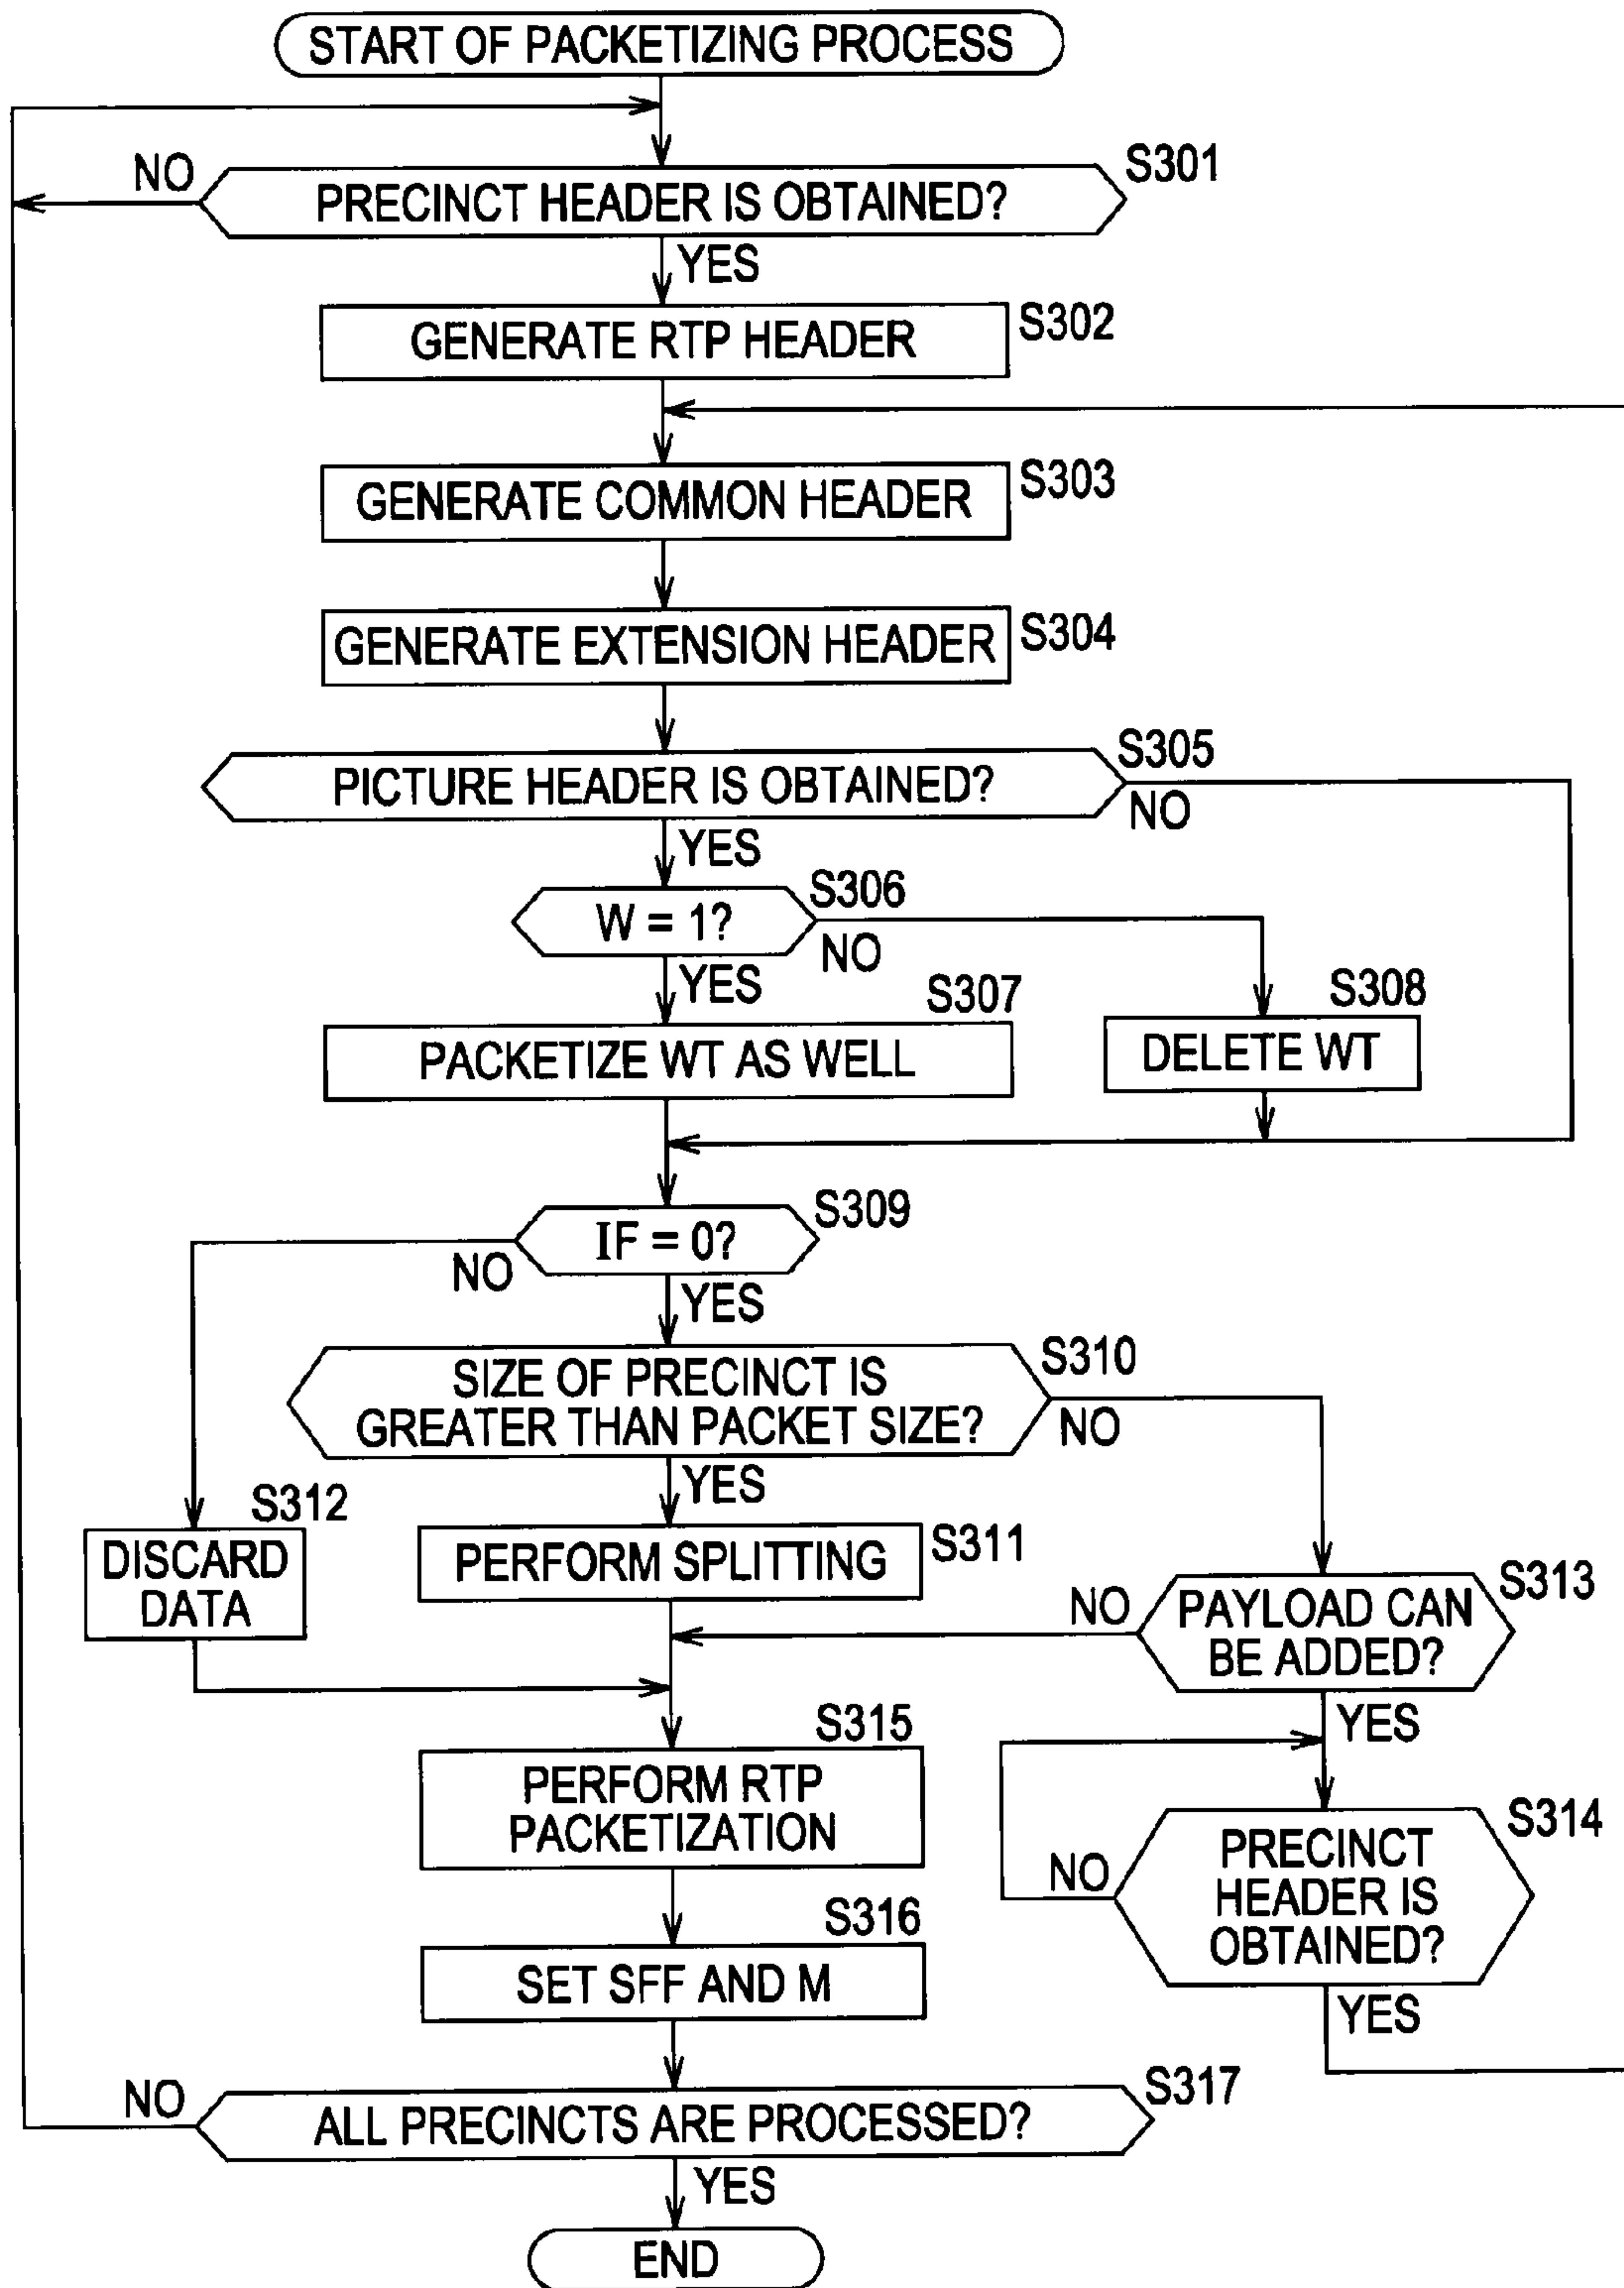 START OF PACKETIZING PROCESS
NO
S301
PRECINCT HEADER IS OBTAINED?
YES
S302
GENERATE RTP HEADER
S303
GENERATE COMMON HEADER
S304
GENERATE EXTENSION HEADER
S305
PICTURE HEADER IS OBTAINED?
NO
YES
S306
W = 1?
NO
YES
S307
S308
PACKETIZE WT AS WELL
DELETE WT
S309
IF = 0?
NO
YES
S310
SIZE OF PRECINCT IS
GREATER THAN PACKET SIZE?
NO
YES
S312
DISCARD
DATA
PERFORM SPLITTING
S311
S313
NO
PAYLOAD CAN
BE ADDED?
YES
S315
PERFORM RTP
PACKETIZATION
S314
PRECINCT
HEADER IS
OBTAINED?
NO
YES
S316
SET SFF AND M
S317
NO
ALL PRECINCTS ARE PROCESSED?
YES
END